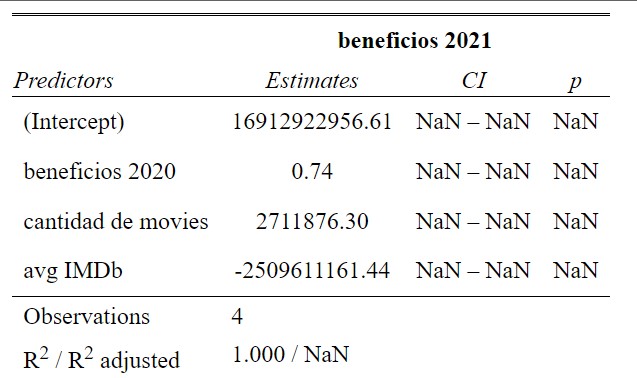 beneficios 2021
Predictors Estimates CI p
(Intercept) 16912922956.61 NaN – NaN NaN
beneficios 2020 0.74 NaN – NaN NaN
cantidad de movies 2711876.30 NaN – NaN NaN
avg IMDb -2509611161.44 NaN – NaN NaN
Observations 4
R² / R² adjusted 1.000 / NaN